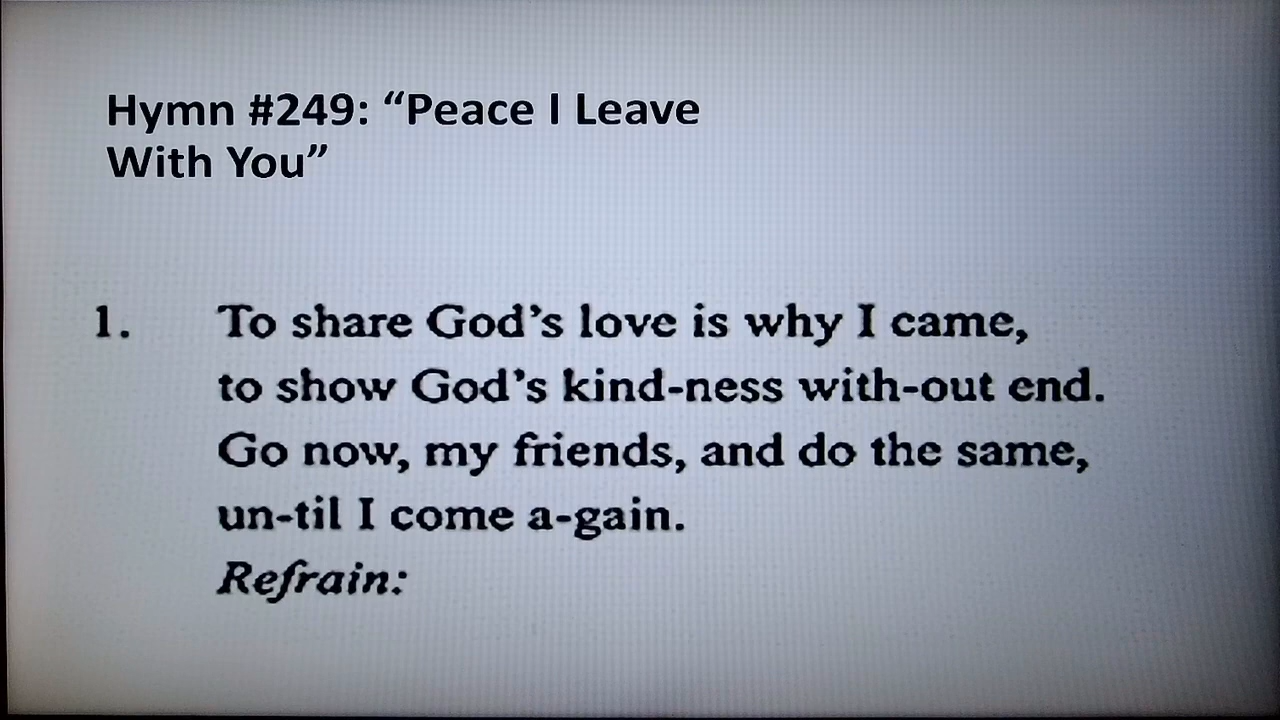 Hymn #249: “Peace I Leave
With You”
1. To share God’s love is why I came,
to show God’s kind-ness with-out end.
Go now, my friends, and do the same,
un-til I come a-gain.
Refrain: